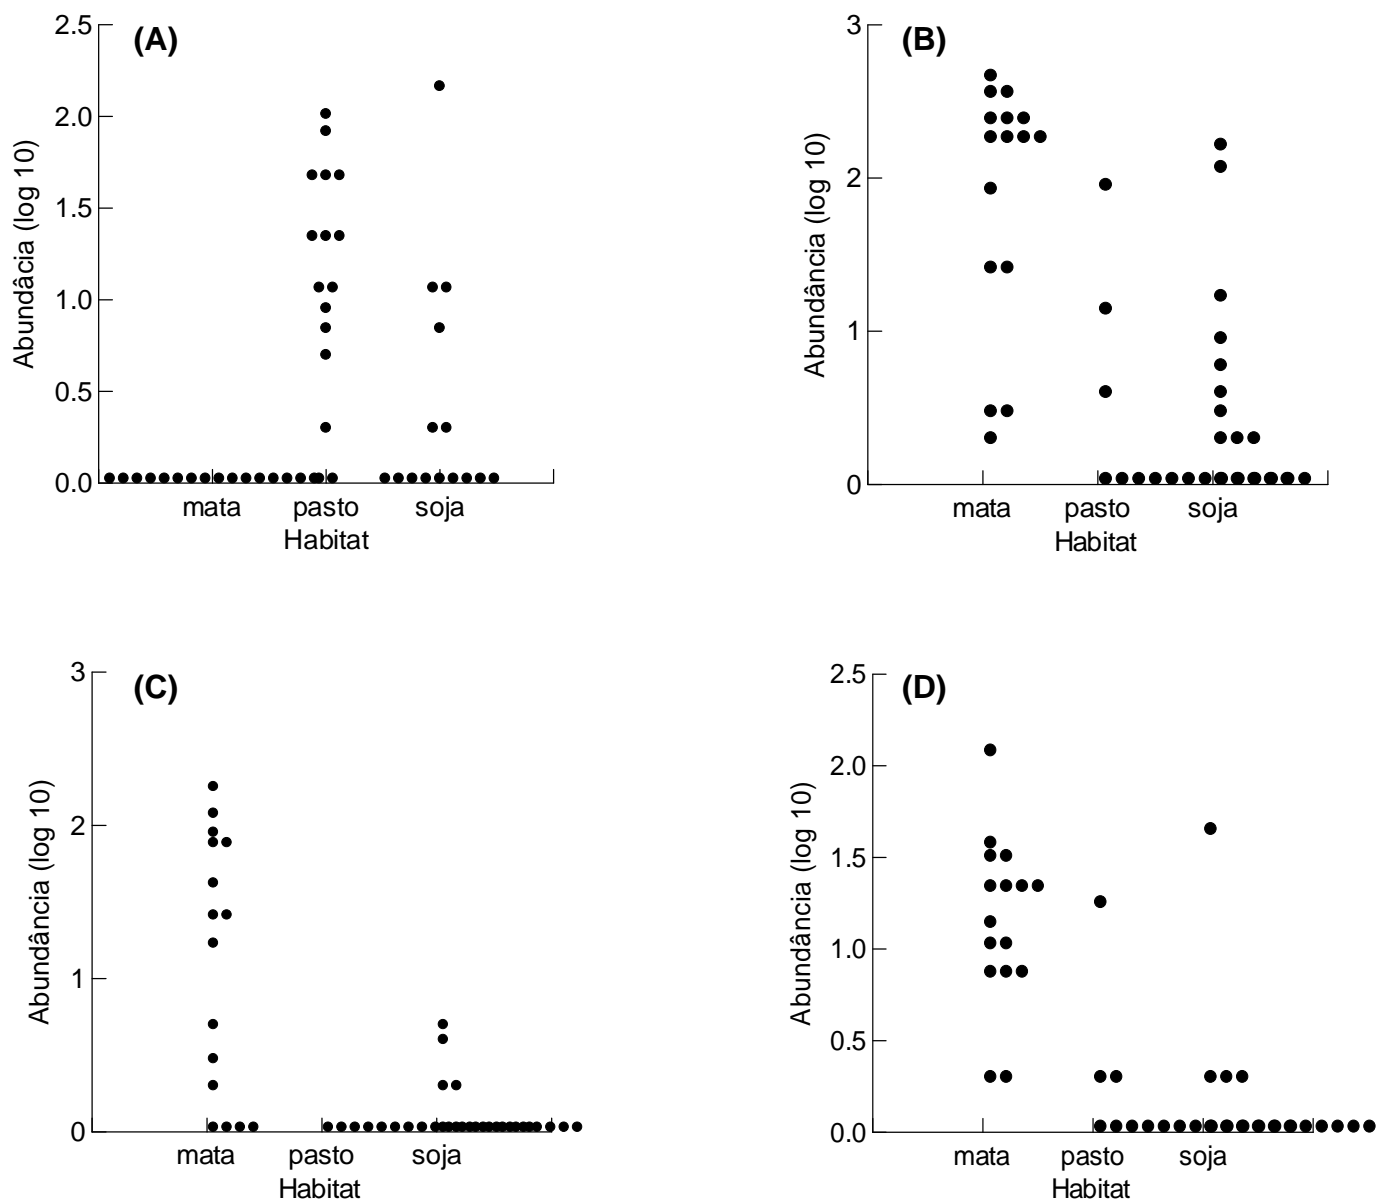 (A)
Abundâcia (log 10)
2.5
2.0
1.5
1.0
0.5
0.0
mata pasto soja
Habitat
(B)
Abundância (log 10)
3
2
1
0
mata pasto soja
Habitat
(C)
Abundância (log 10)
3
2
1
0
mata pasto soja
Habitat
(D)
Abundância (log 10)
2.5
2.0
1.5
1.0
0.5
0.0
mata pasto soja
Habitat